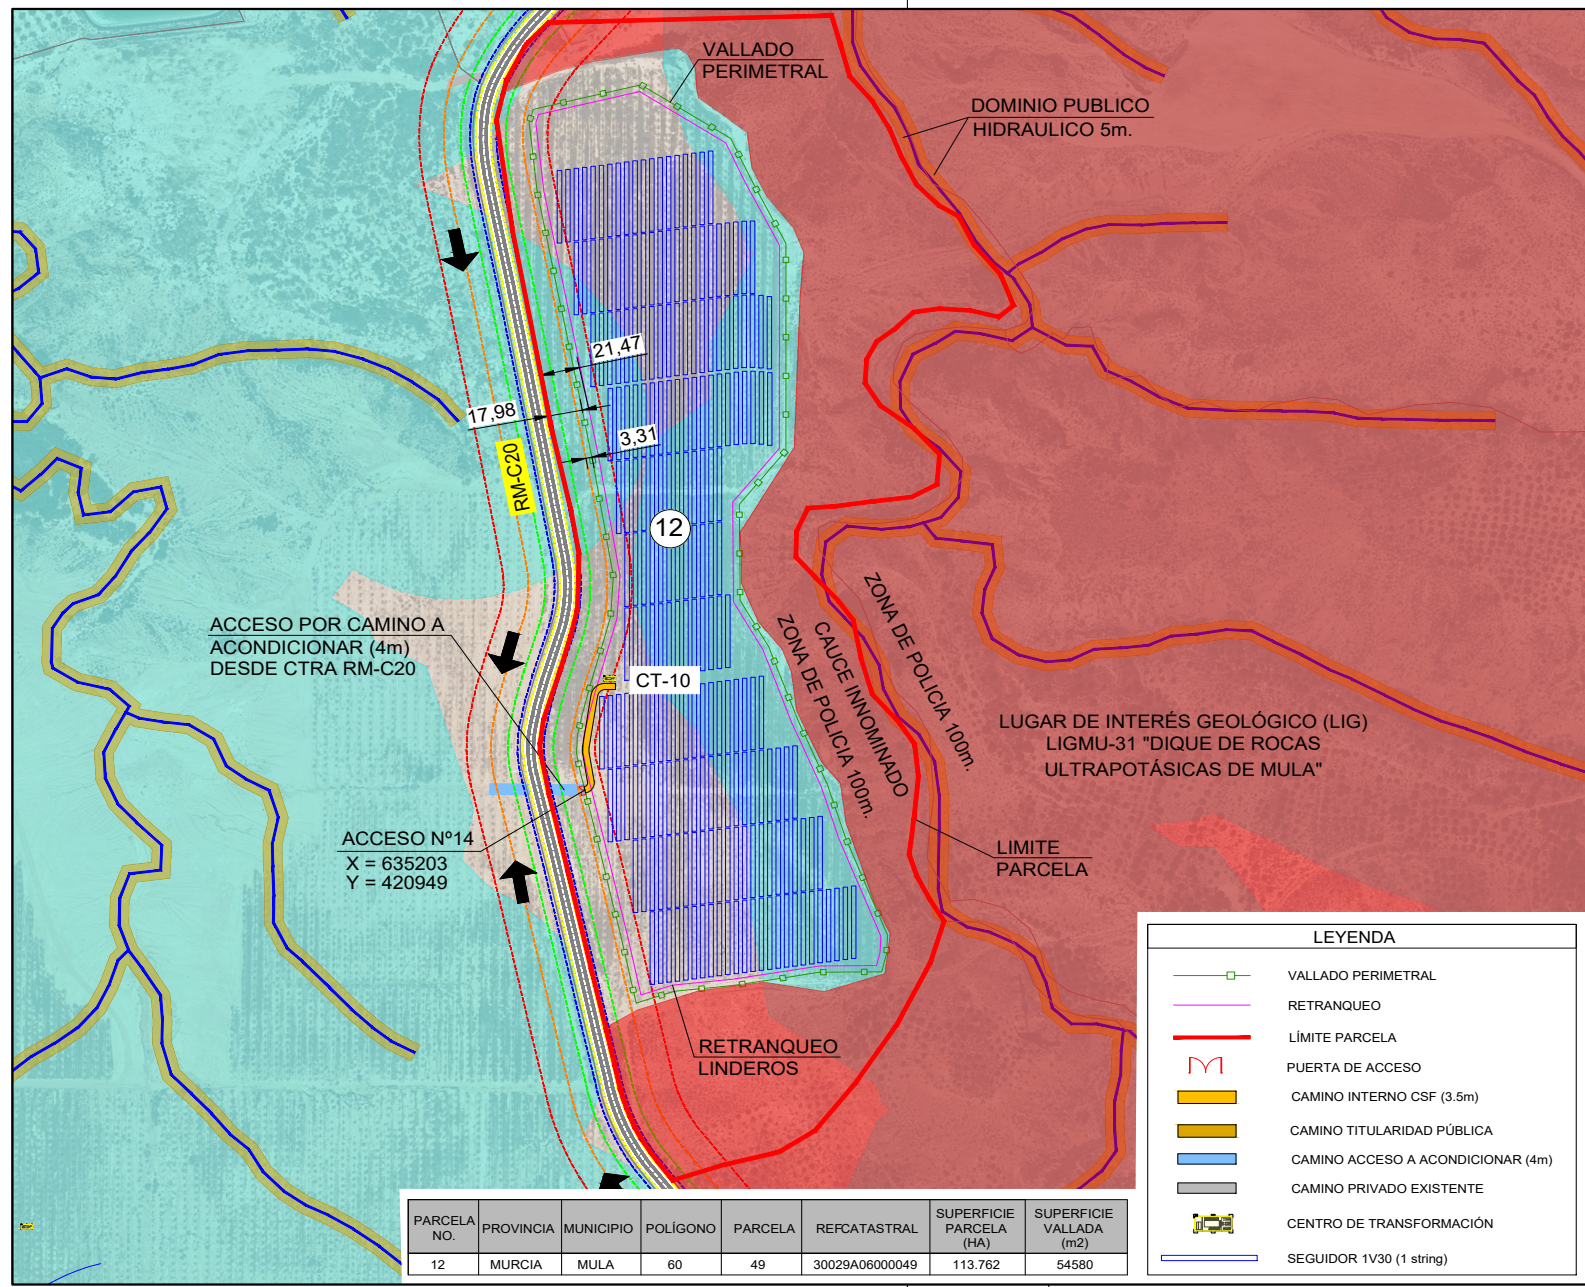 VALLADO
PERIMETRAL
DOMINIO PUBLICO
HIDRAULICO 5m.
21,47
17,98
3,31
RM-C20
12
ACCESO POR CAMINO A
ACONDICIONAR (4m)
DESDE CTRA RM-C20
CT-10
ZONA DE POLICIA 100m.
CAUCE INNOMINADO
ZONA DE POLICIA 100m.
LUGAR DE INTERÉS GEOLÓGICO (LIG)
LIGMU-31 "DIQUE DE ROCAS
ULTRAPOTÁSICAS DE MULA"
ACCESO Nº14
X = 635203
Y = 420949
LIMITE
PARCELA
RETRANQUEO
LINDEROS
LEYENDA
VALLADO PERIMETRAL
RETRANQUEO
LÍMITE PARCELA
PUERTA DE ACCESO
CAMINO INTERNO CSF (3.5m)
CAMINO TITULARIDAD PÚBLICA
CAMINO ACCESO A ACONDICIONAR (4m)
CAMINO PRIVADO EXISTENTE
CENTRO DE TRANSFORMACIÓN
SEGUIDOR 1V30 (1 string)
PARCELA NO. PROVINCIA MUNICIPIO POLÍGONO PARCELA REFCATASTRAL SUPERFICIE PARCELA (HA) SUPERFICIE VALLADA (m2)
12 MURCIA MULA 60 49 30029A06000049 113.762 54580